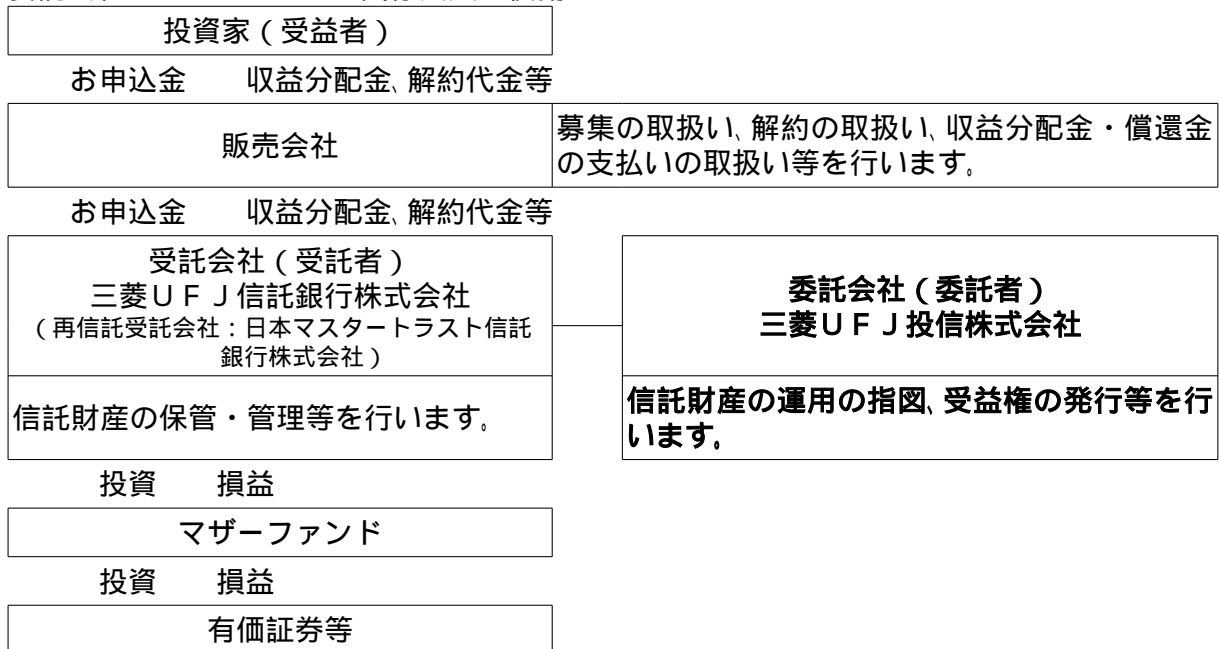 投資家（受益者）
お申込金　　収益分配金、解約代金等
販売会社
募集の取扱い、解約の取扱い、収益分配金・償還金
の支払いの取扱い等を行います。
お申込金　　収益分配金、解約代金等
受託会社（受託者）
三菱ＵＦＪ信託銀行株式会社
（再信託受託会社：日本マスタートラスト信託
銀行株式会社）
委託会社（委託者）
三菱ＵＦＪ投信株式会社
信託財産の保管・管理等を行います。
信託財産の運用の指図、受益権の発行等を行
います。
投資　　損益
マザーファンド
投資　　損益
有価証券等